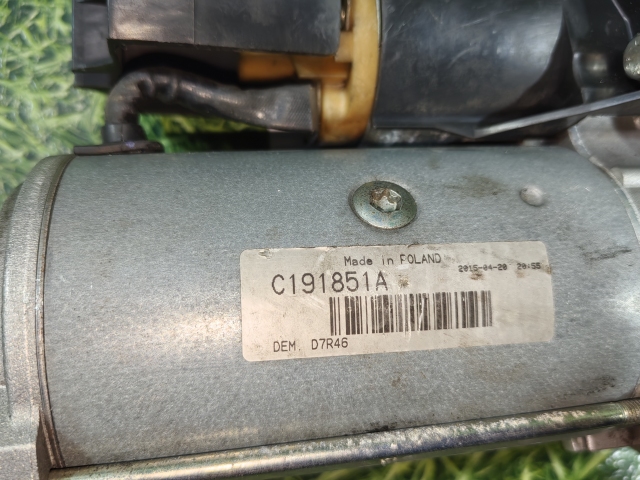 Made in POLAND
2015-04-20 20:55
C191851A
DEM. D7R46